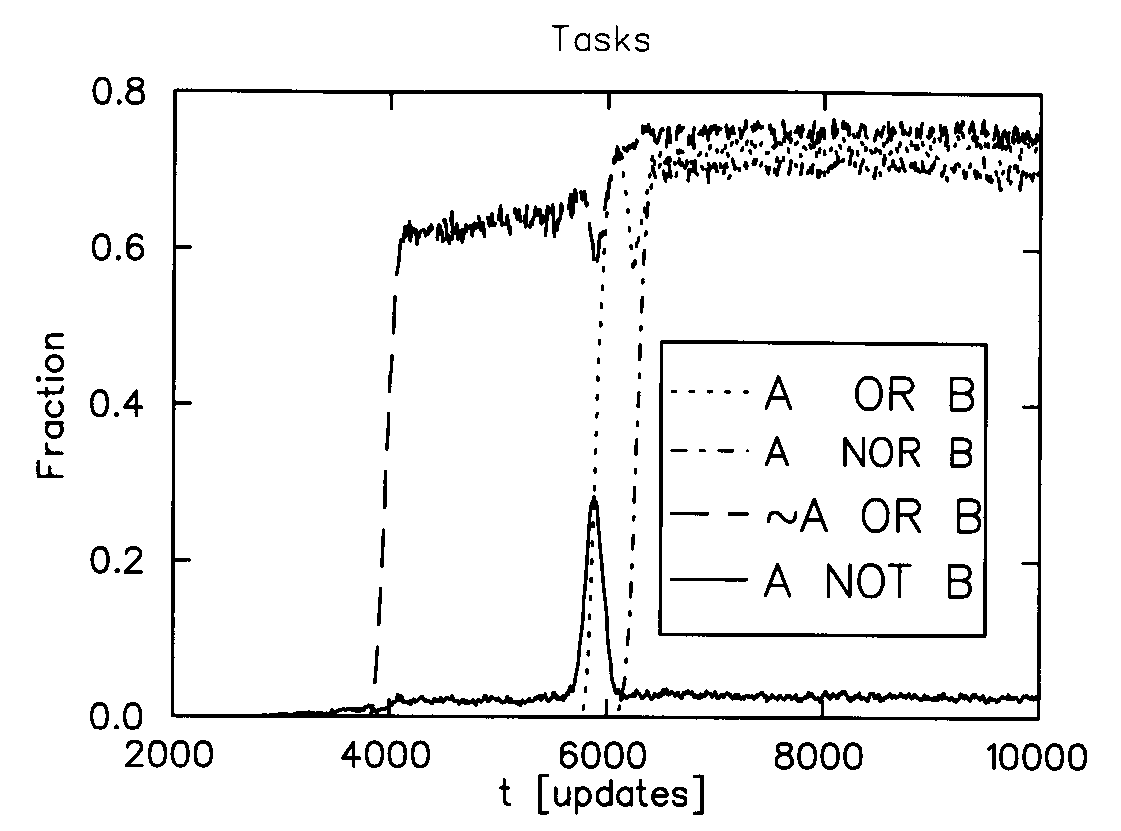 Tasks
0.8
0.6
0.4
0.2
0.0
Fraction
A OR B
A NOR B
~A OR B
A NOT B
2000 4000 6000 8000 10000
t [updates]